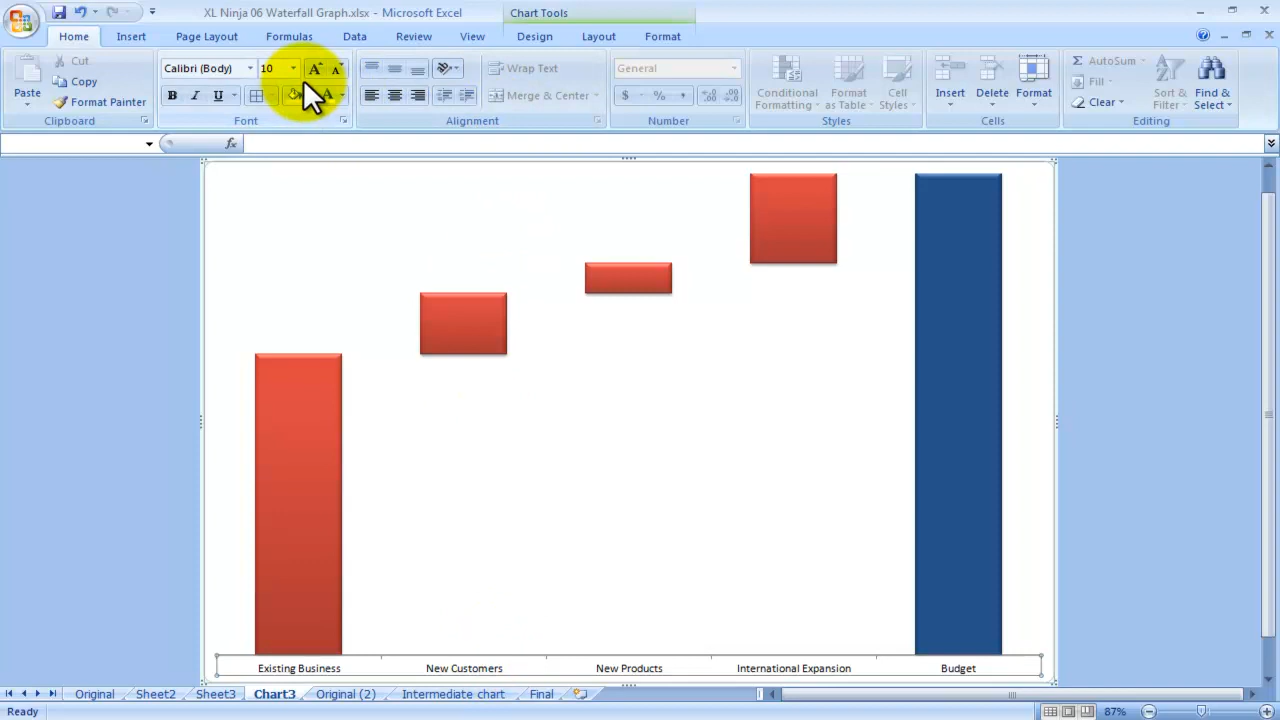 XL Ninja 06 Waterfall Graph.xlsx - Microsoft Excel
Chart Tools
Home Insert Page Layout Formulas Data Review View Design Layout Format
Paste
Cut
Copy
Format Painter
Clipboard
Calibri (Body) 10
B I U A
Font
Wrap Text
Merge & Center
Alignment
General
$ % ,
Number
Conditional Formatting
Format as Table
Cell Styles
Styles
Insert Delete Format
Cells
AutoSum
Fill
Clear
Sort & Filter
Find & Select
Editing
fx
Existing Business New Customers New Products International Expansion Budget
Original Sheet2 Sheet3 Chart3 Original (2) Intermediate chart Final
Ready 87%